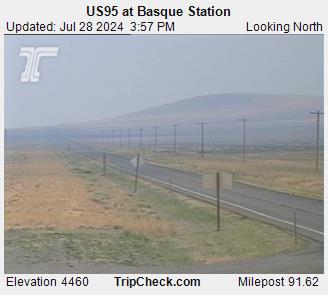 US95 at Basque Station
Updated: Jul 28 2024 3:57 PM Looking North
Elevation 4460 TripCheck.com Milepost 91.62